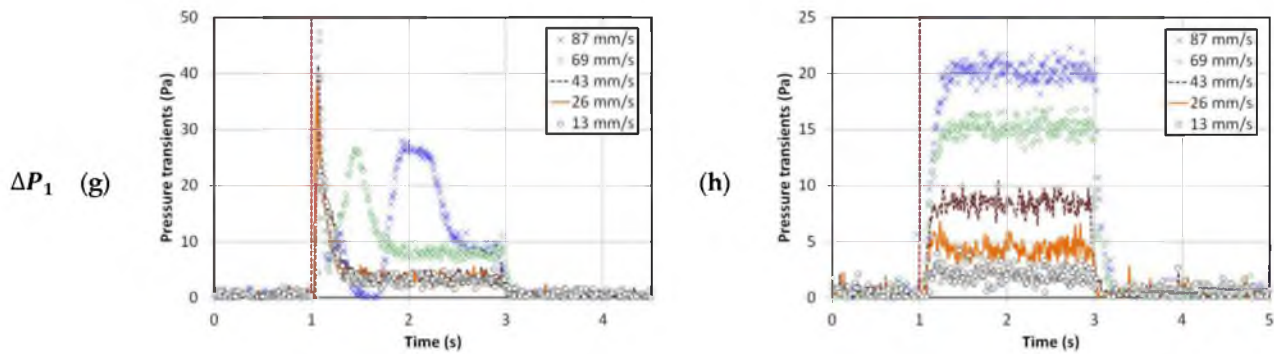 ΔP₁ (g)
Pressure transients (Pa)
50
40
30
20
10
0
0 1 2 3 4
Time (s)
87 mm/s
69 mm/s
43 mm/s
26 mm/s
13 mm/s
(h)
Pressure transients (Pa)
25
20
15
10
5
0
0 1 2 3 4 5
Time (s)
87 mm/s
69 mm/s
43 mm/s
26 mm/s
13 mm/s